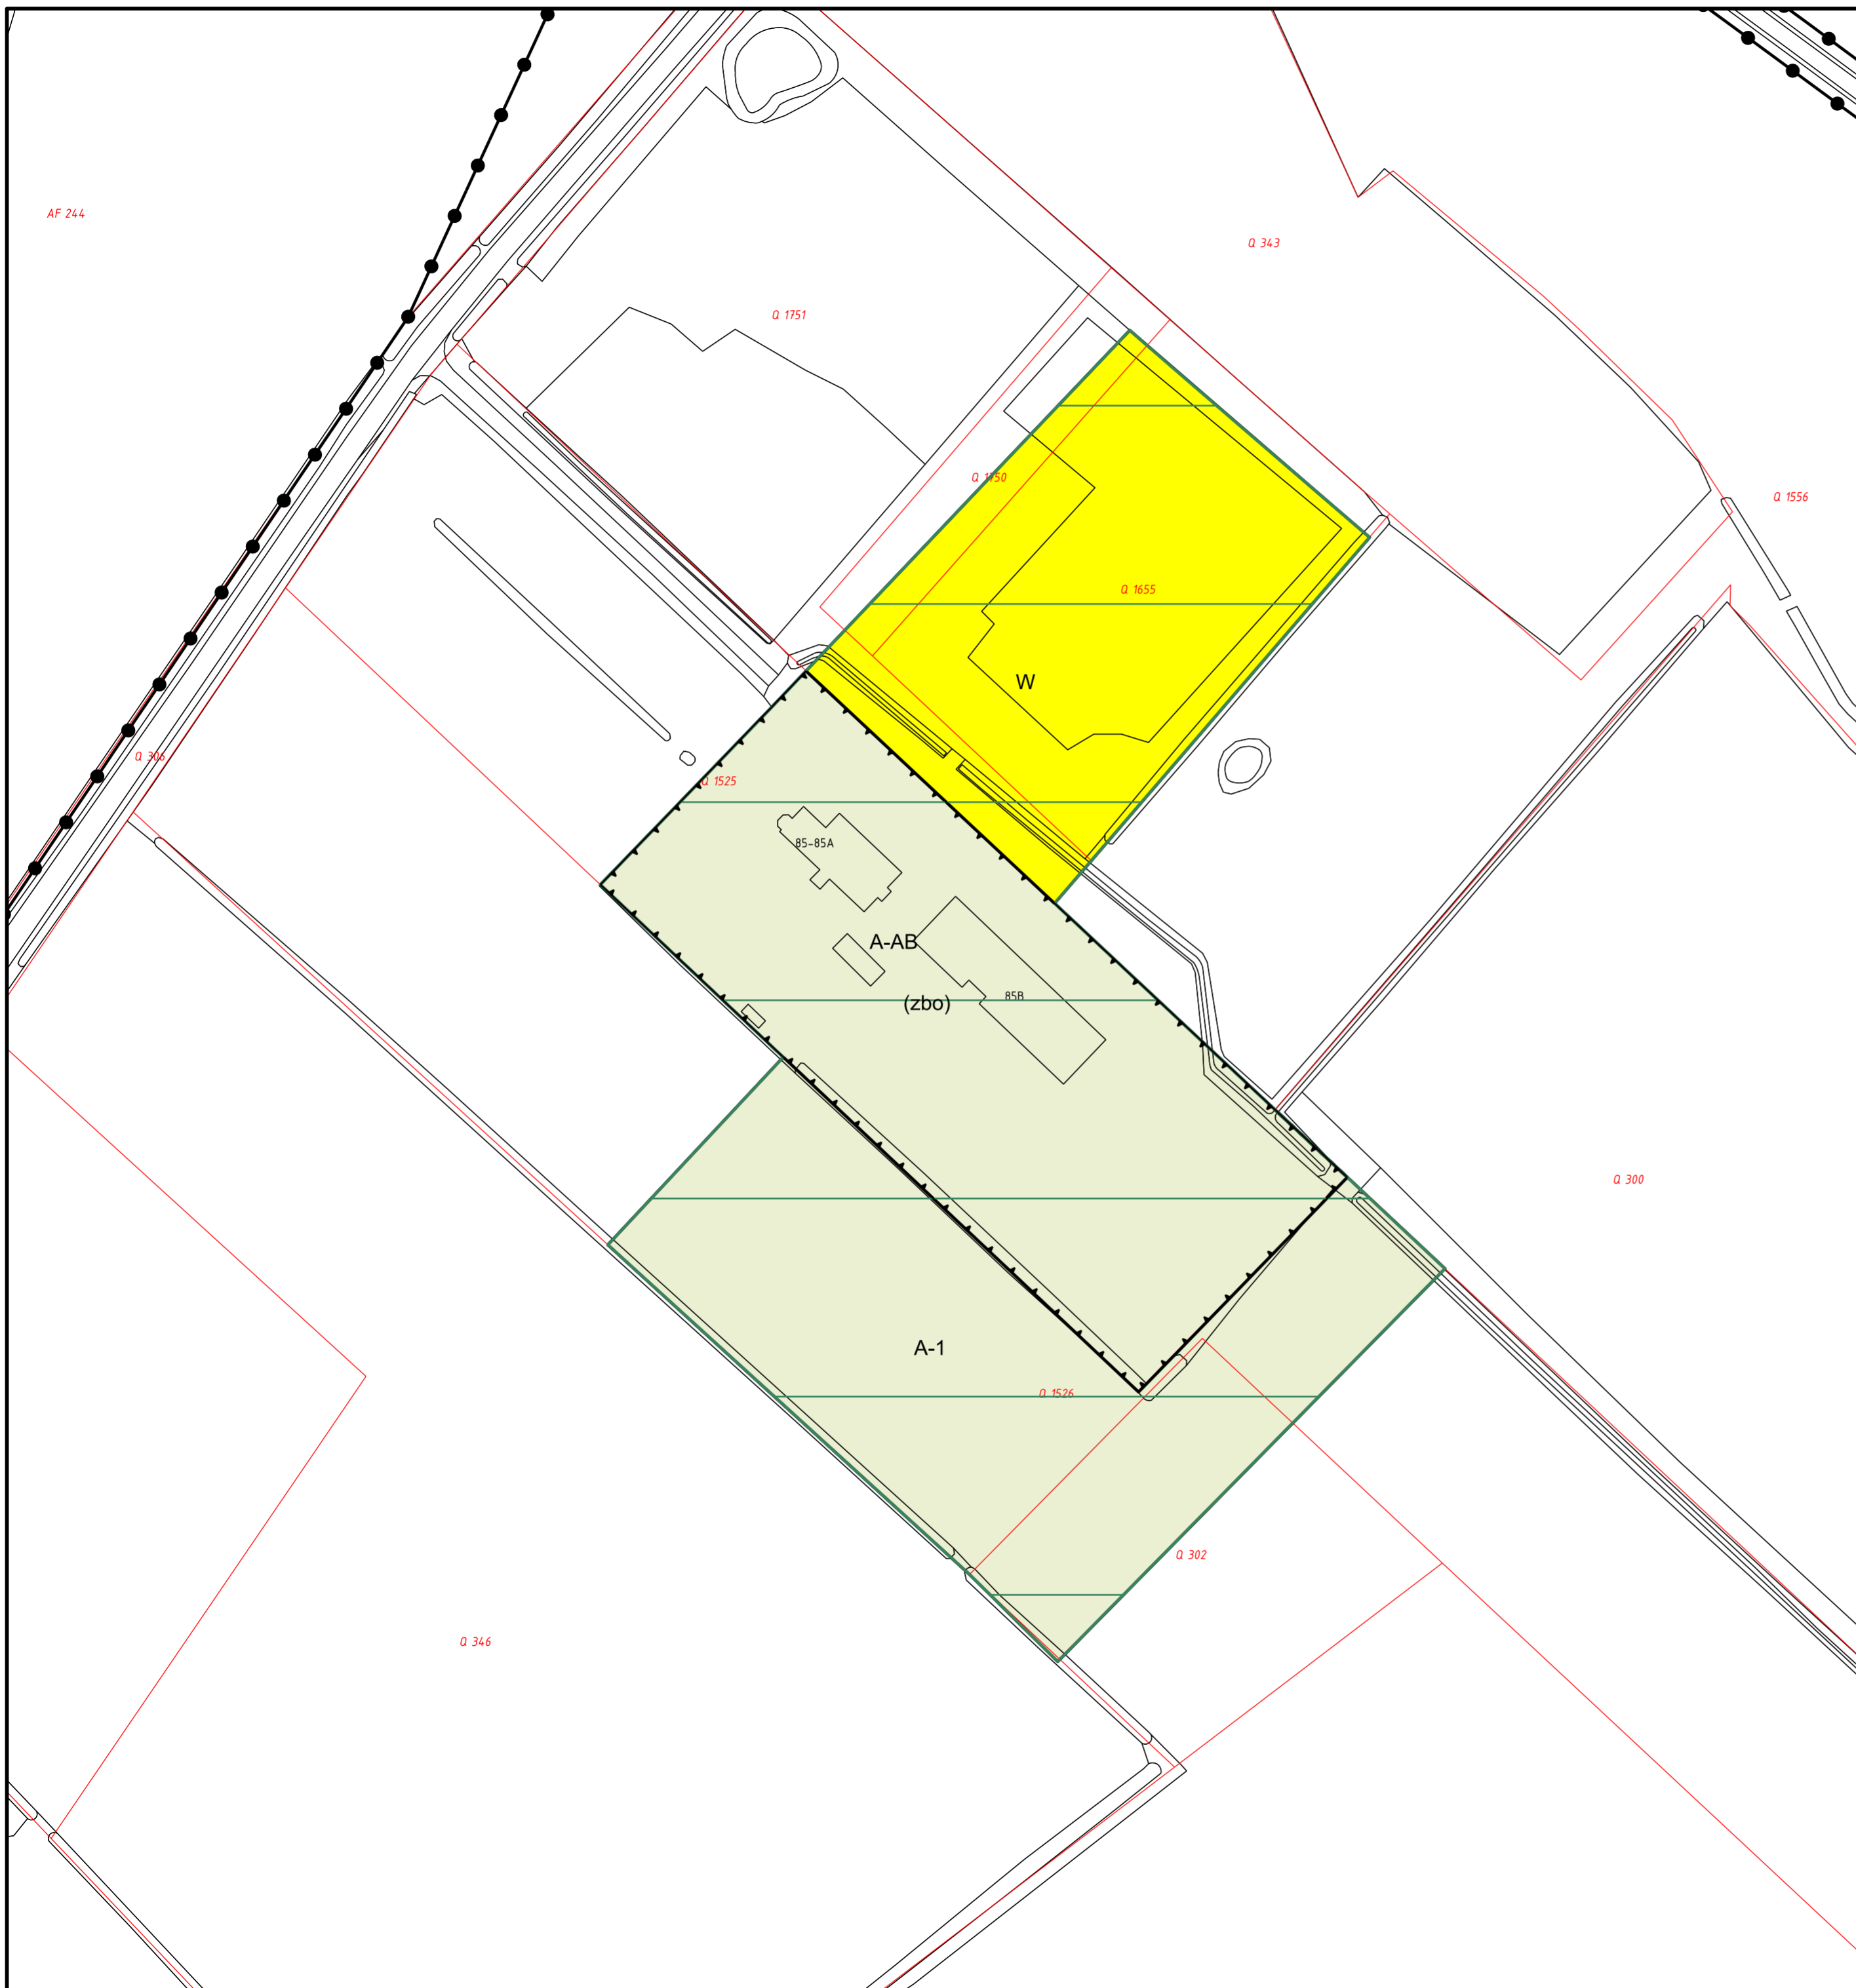 AF 244
Q 343
Q 1751
Q 1750
Q 1556
Q 1655
W
Q 306
Q 1525
85-85A
A-AB
85B
(zbo)
Q 300
A-1
Q 1526
Q 302
Q 346